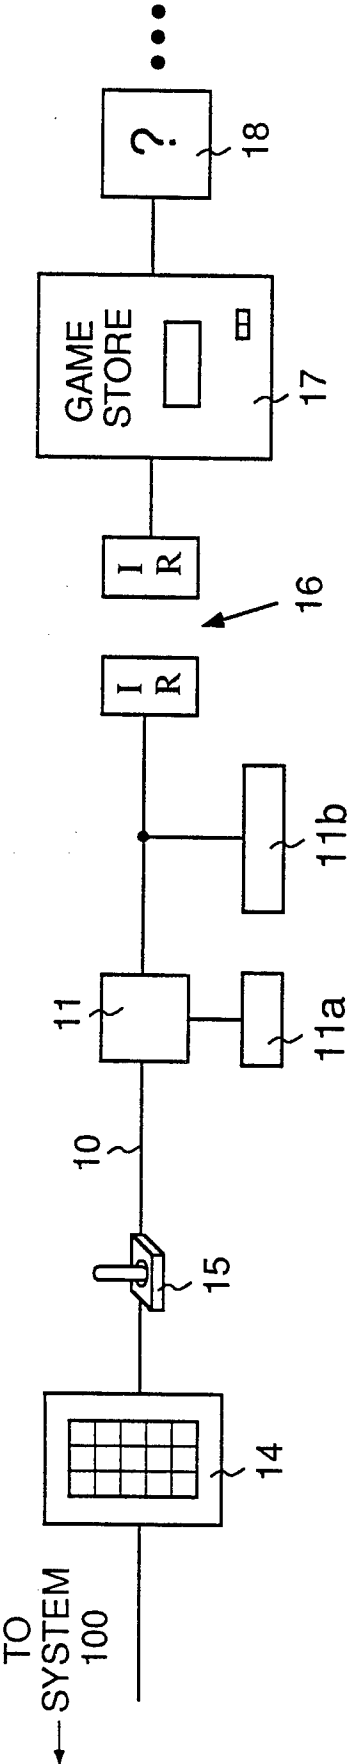 TO
SYSTEM
100
14
15
10
11
11a
11b
I R
16
I R
GAME
STORE
17
?
18